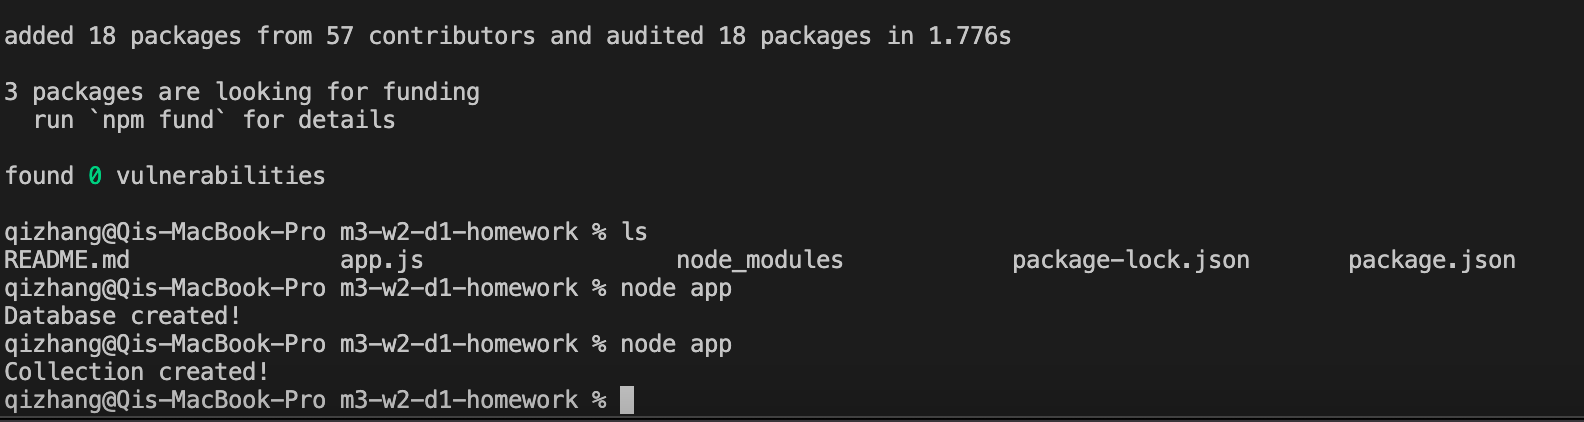 added 18 packages from 57 contributors and audited 18 packages in 1.776s
3 packages are looking for funding
run `npm fund` for details
found 0 vulnerabilities
qizhang@Qis-MacBook-Pro m3-w2-d1-homework % ls
README.md app.js node_modules package-lock.json package.json
qizhang@Qis-MacBook-Pro m3-w2-d1-homework % node app
Database created!
qizhang@Qis-MacBook-Pro m3-w2-d1-homework % node app
Collection created!
qizhang@Qis-MacBook-Pro m3-w2-d1-homework %